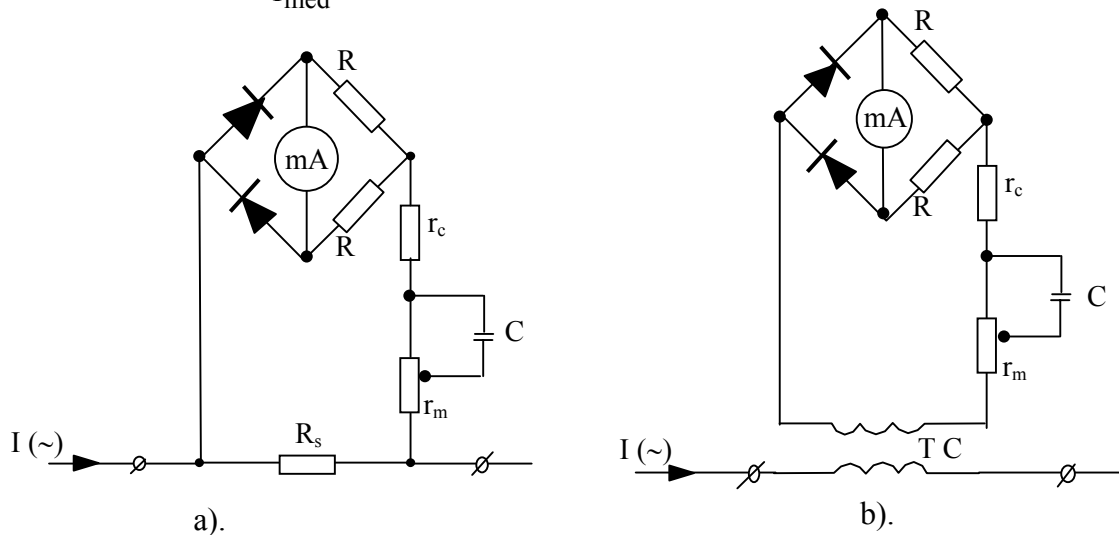 med
R
mA
R
r_c
C
r_m
R_s
I (~)
a).
R
mA
R
r_c
C
r_m
T C
I (~)
b).